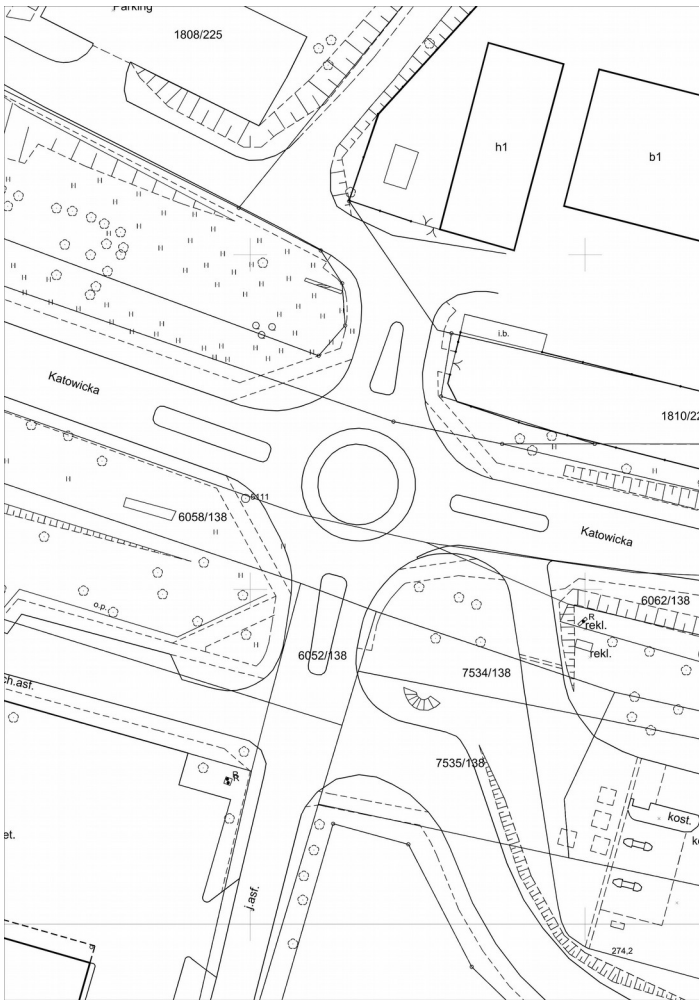 Parking
1808/225
h1
b1
i.b.
Katowicka
1810/22
6111
6058/138
Katowicka
o.p.
6062/138
R
rekl.
rekl.
6052/138
7534/138
ch.asf.
7535/138
R
R
kost.
et.
j.asf.
274,2